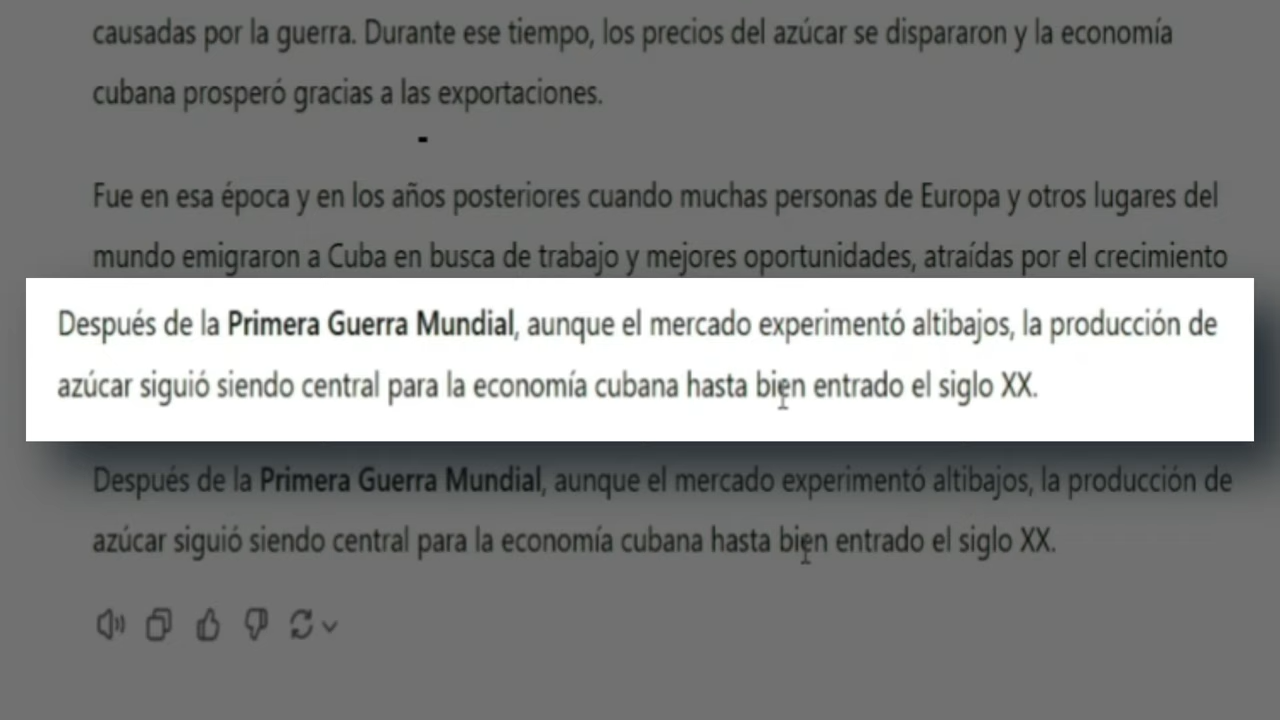 causadas por la guerra. Durante ese tiempo, los precios del azúcar se dispararon y la economía
cubana prosperó gracias a las exportaciones.
-
Fue en esa época y en los años posteriores cuando muchas personas de Europa y otros lugares del
mundo emigraron a Cuba en busca de trabajo y mejores oportunidades, atraídas por el crecimiento
Después de la Primera Guerra Mundial, aunque el mercado experimentó altibajos, la producción de
azúcar siguió siendo central para la economía cubana hasta bien entrado el siglo XX.
Después de la Primera Guerra Mundial, aunque el mercado experimentó altibajos, la producción de
azúcar siguió siendo central para la economía cubana hasta bien entrado el siglo XX.